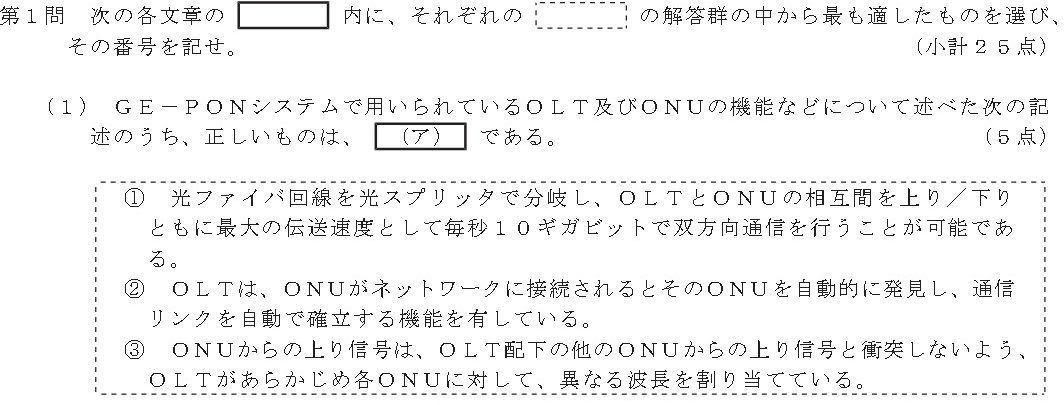 第１問　次の各文章の　　　　内に、それぞれの　　　　の解答群の中から最も適したものを選び、
その番号を記せ。　（小計２５点）
（１）　ＧＥ－ＰＯＮシステムで用いられているＯＬＴ及びＯＮＵの機能などについて述べた次の記
述のうち、正しいものは、　（ア）　である。　（５点）
①　光ファイバ回線を光スプリッタで分岐し、ＯＬＴとＯＮＵの相互間を上り／下り
ともに最大の伝送速度として毎秒１０ギガビットで双方向通信を行うことが可能であ
る。
②　ＯＬＴは、ＯＮＵがネットワークに接続されるとそのＯＮＵを自動的に発見し、通信
リンクを自動で確立する機能を有している。
③　ＯＮＵからの上り信号は、ＯＬＴ配下の他のＯＮＵからの上り信号と衝突しないよう、
ＯＬＴがあらかじめ各ＯＮＵに対して、異なる波長を割り当てている。